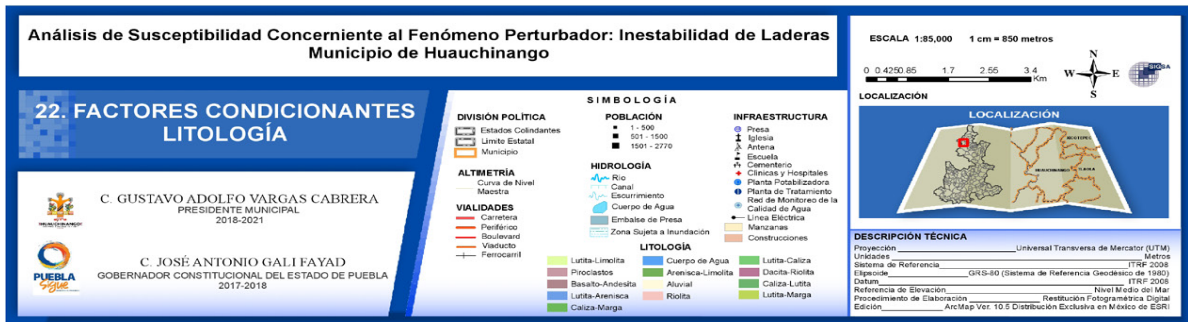 Análisis de Susceptibilidad Concerniente al Fenómeno Perturbador: Inestabilidad de Laderas
Municipio de Huauchinango
22. FACTORES CONDICIONANTES
LITOLOGÍA
C. GUSTAVO ADOLFO VARGAS CABRERA
PRESIDENTE MUNICIPAL
2018-2021
HUAUCHINANGO
C. JOSÉ ANTONIO GALI FAYAD
GOBERNADOR CONSTITUCIONAL DEL ESTADO DE PUEBLA
2017-2018
PUEBLA
Sigue
SIMBOLOGÍA
DIVISIÓN POLÍTICA
Estados Colindantes
Límite Estatal
Municipio
ALTIMETRÍA
Curva de Nivel
Maestra
VIALIDADES
Carretera
Periférico
Boulevard
Viaducto
Ferrocarril
POBLACIÓN
1 - 500
501 - 1500
1501 - 2770
HIDROLOGÍA
Río
Canal
Escurrimiento
Cuerpo de Agua
Embalse de Presa
Zona Sujeta a Inundación
INFRAESTRUCTURA
Presa
Iglesia
Antena
Escuela
Cementerio
Clínicas y Hospitales
Planta Potabilizadora
Planta de Tratamiento
Red de Monitoreo de la
Calidad de Agua
Línea Eléctrica
Manzanas
Construcciones
LITOLOGÍA
Lutita-Limolita
Piroclastos
Basalto-Andesita
Lutita-Arenisca
Caliza-Marga
Cuerpo de Agua
Arenisca-Limolita
Aluvial
Riolita
Lutita-Caliza
Dacita-Riolita
Caliza-Lutita
Lutita-Marga
ESCALA 1:85,000 1 cm = 850 metros
0 0.425 0.85 1.7 2.55 3.4
Km
N
W E
S
SIGSA
LOCALIZACIÓN
LOCALIZACIÓN
DESCRIPCIÓN TÉCNICA
Proyección Universal Transversa de Mercator (UTM)
Unidades Metros
Sistema de Referencia ITRF 2008
Elipsoide GRS-80 (Sistema de Referencia Geodésico de 1980)
Datum ITRF 2008
Referencia de Elevación Nivel Medio del Mar
Procedimiento de Elaboración Restitución Fotogramétrica Digital
Edición ArcMap Ver. 10.5 Distribución Exclusiva en México de ESRI